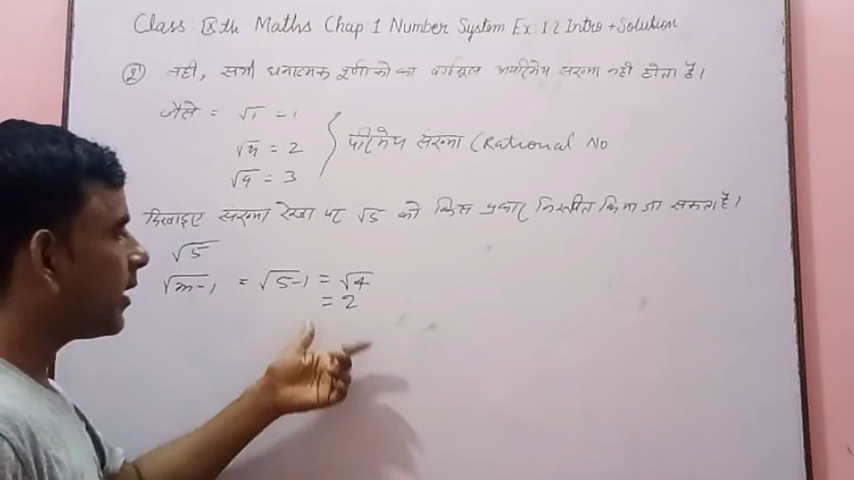 Class IXth Maths Chap:1 Number System Ex:1.2 Intro + Solution
② नहीं, सभी धनात्मक पूर्णांको का वर्गमूल अपरिमेय संख्या नही होता है।
जैसे = √1 = 1
√4 = 2
√9 = 3
परिमेय संख्या (Rational No
दिखाइए संख्या रेखा पर √5 को किस प्रकार निरूपित किया जा सकता है।
√5
√n-1 = √5-1 = √4
= 2